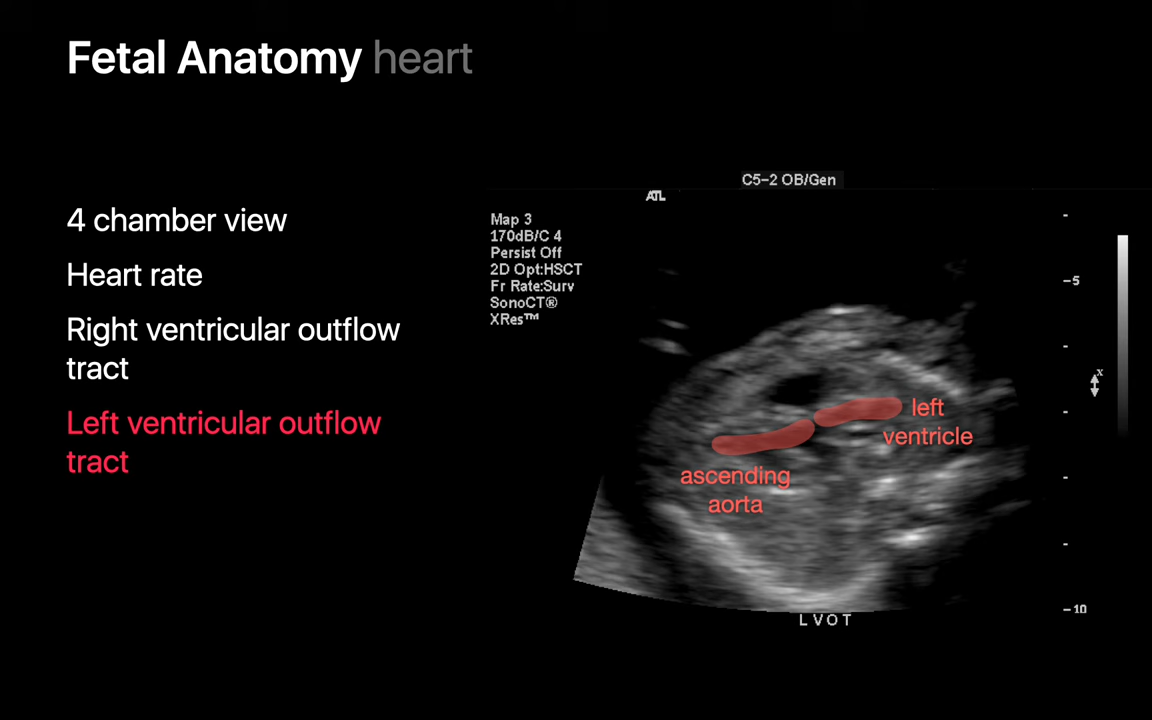 Fetal Anatomy heart
4 chamber view
Heart rate
Right ventricular outflow
tract
Left ventricular outflow
tract
C5-2 OB/Gen
ATL
Map 3
170dB/C 4
Persist Off
2D Opt:HSCT
Fr Rate:Surv
SonoCT®
XRes™
5
x
left
ventricle
ascending
aorta
10
LVOT